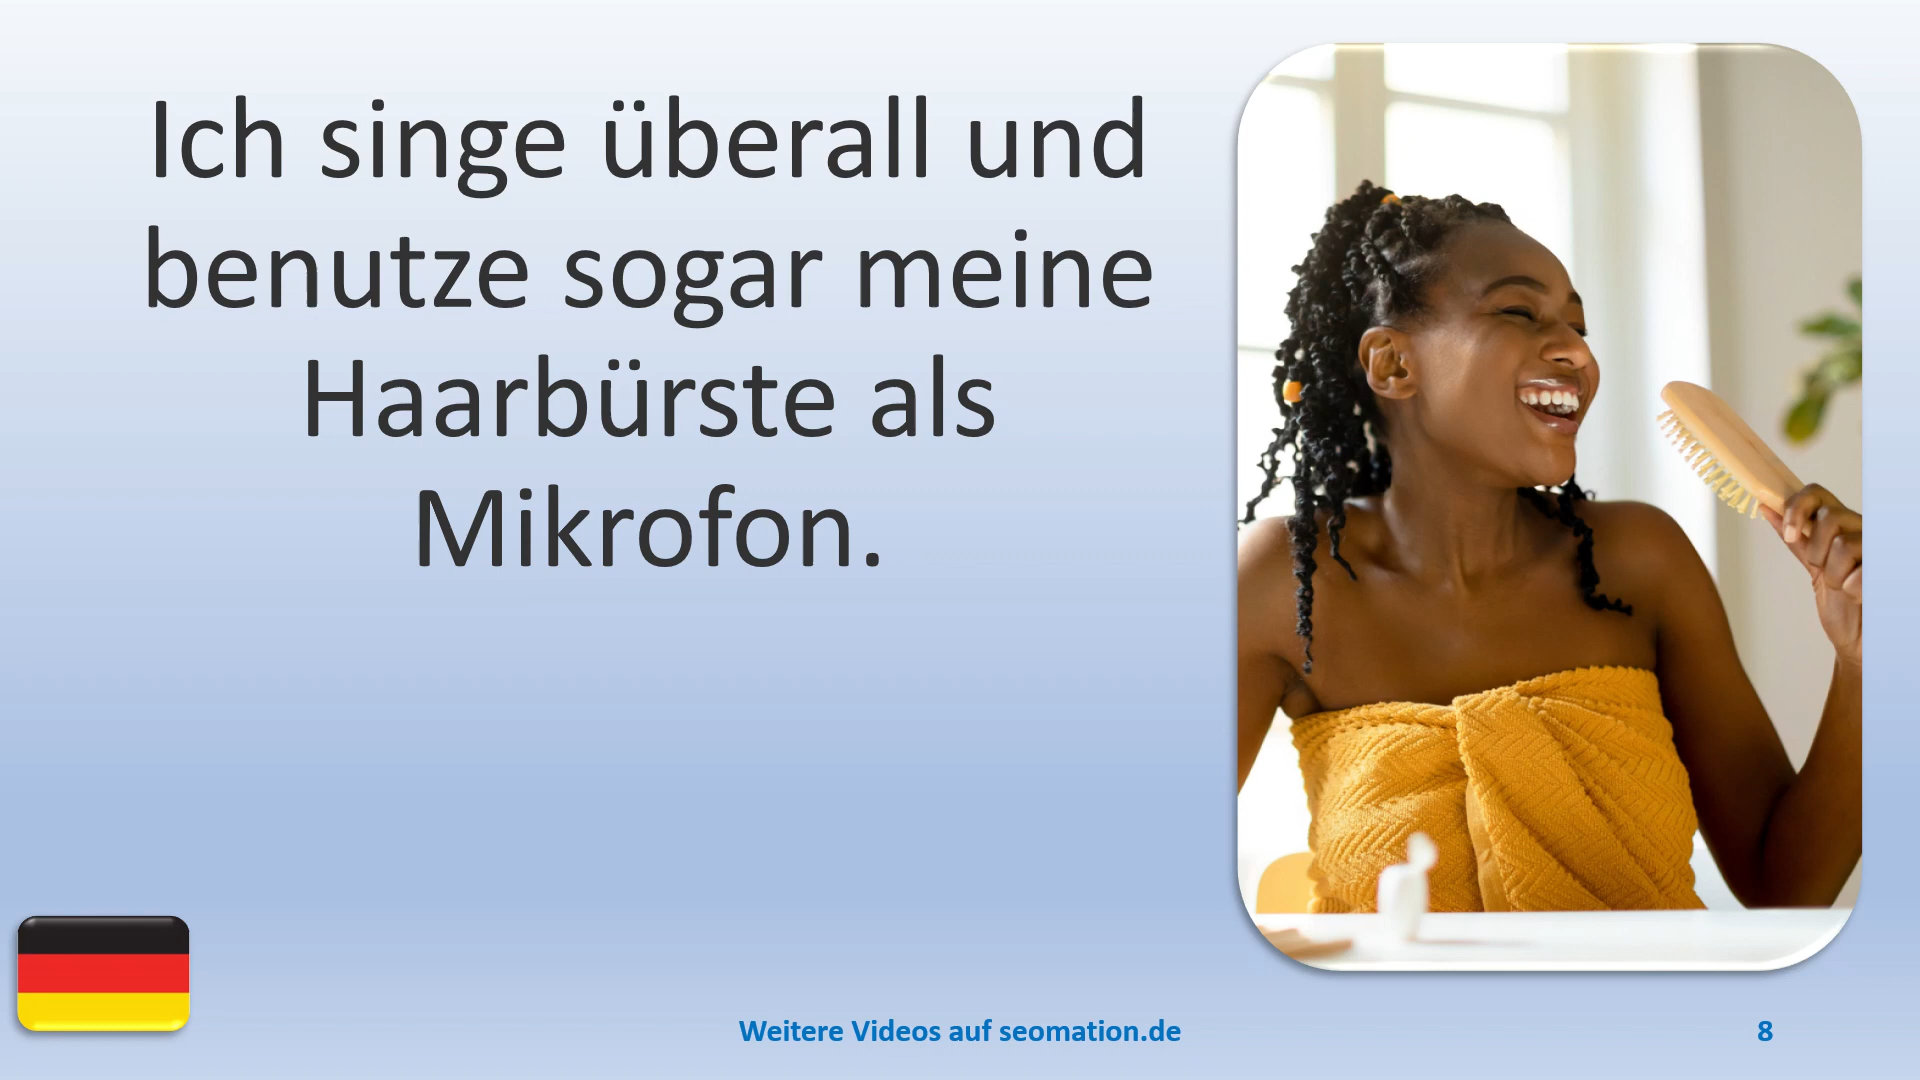 Ich singe überall und
benutze sogar meine
Haarbürste als
Mikrofon.
Weitere Videos auf seomation.de
8